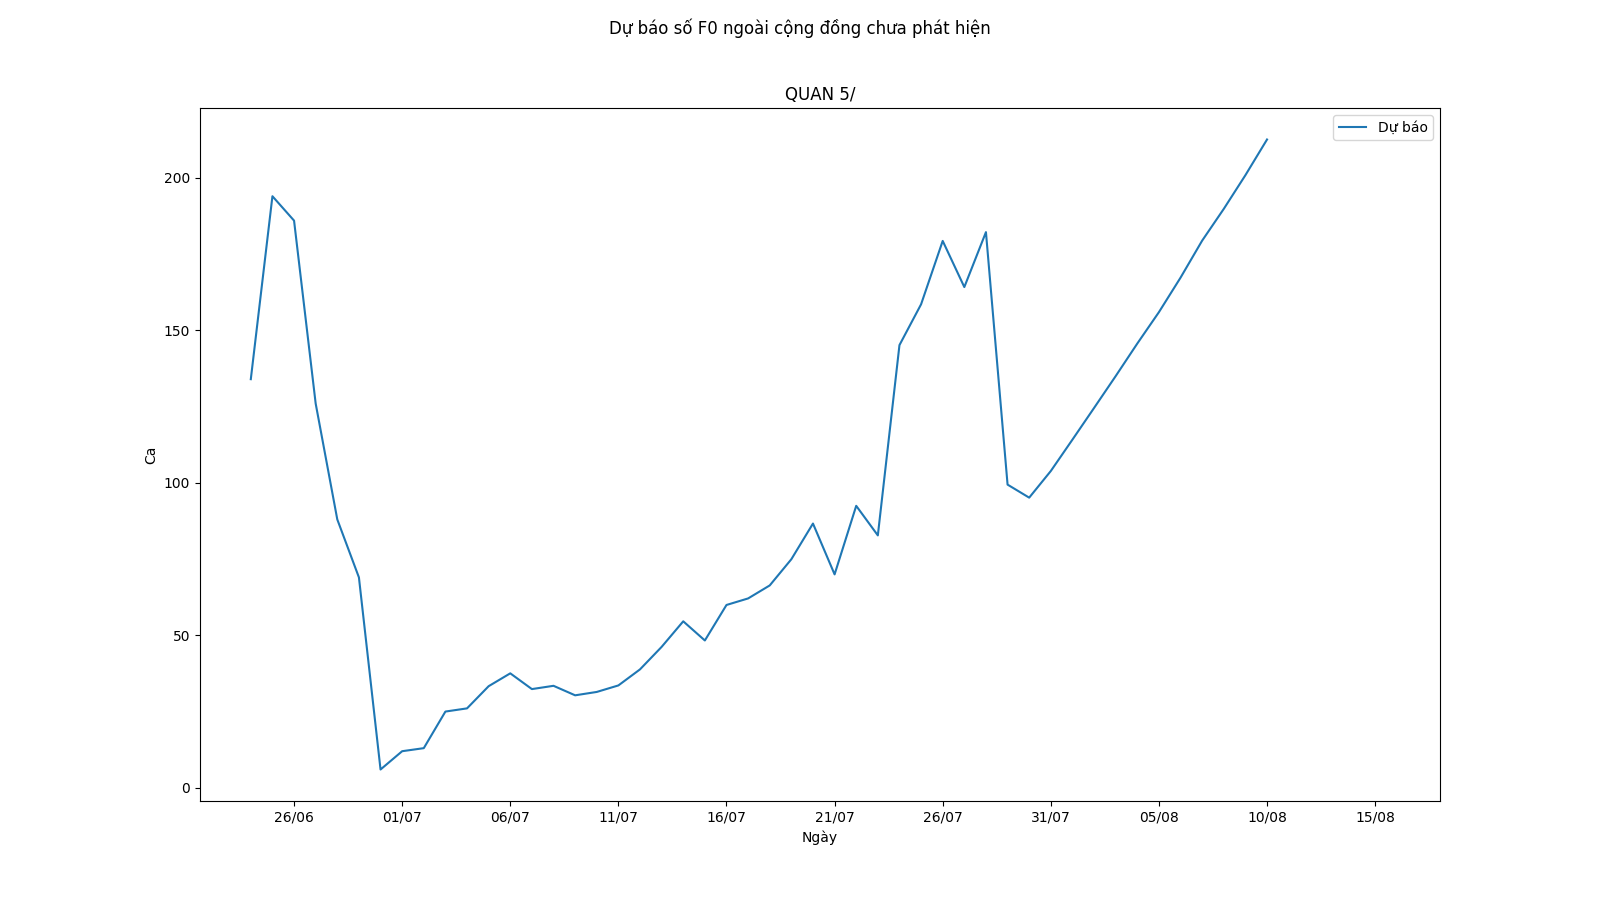 Dự báo số F0 ngoài cộng đồng chưa phát hiện
QUAN 5/
Dự báo
200
150
100
50
0
Ca
26/06 01/07 06/07 11/07 16/07 21/07 26/07 31/07 05/08 10/08 15/08
Ngày